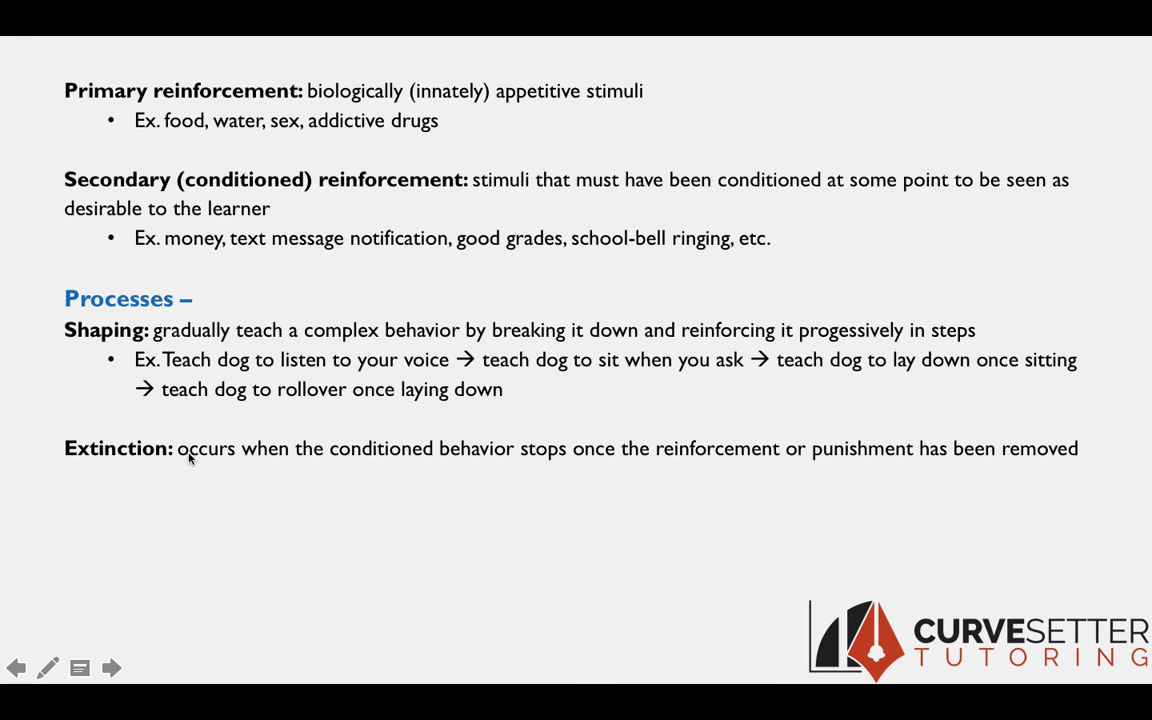 Primary reinforcement: biologically (innately) appetitive stimuli
• Ex. food, water, sex, addictive drugs
Secondary (conditioned) reinforcement: stimuli that must have been conditioned at some point to be seen as
desirable to the learner
• Ex. money, text message notification, good grades, school-bell ringing, etc.
Processes –
Shaping: gradually teach a complex behavior by breaking it down and reinforcing it progessively in steps
• Ex. Teach dog to listen to your voice → teach dog to sit when you ask → teach dog to lay down once sitting
→ teach dog to rollover once laying down
Extinction: occurs when the conditioned behavior stops once the reinforcement or punishment has been removed
CURVESETTER
TUTORING